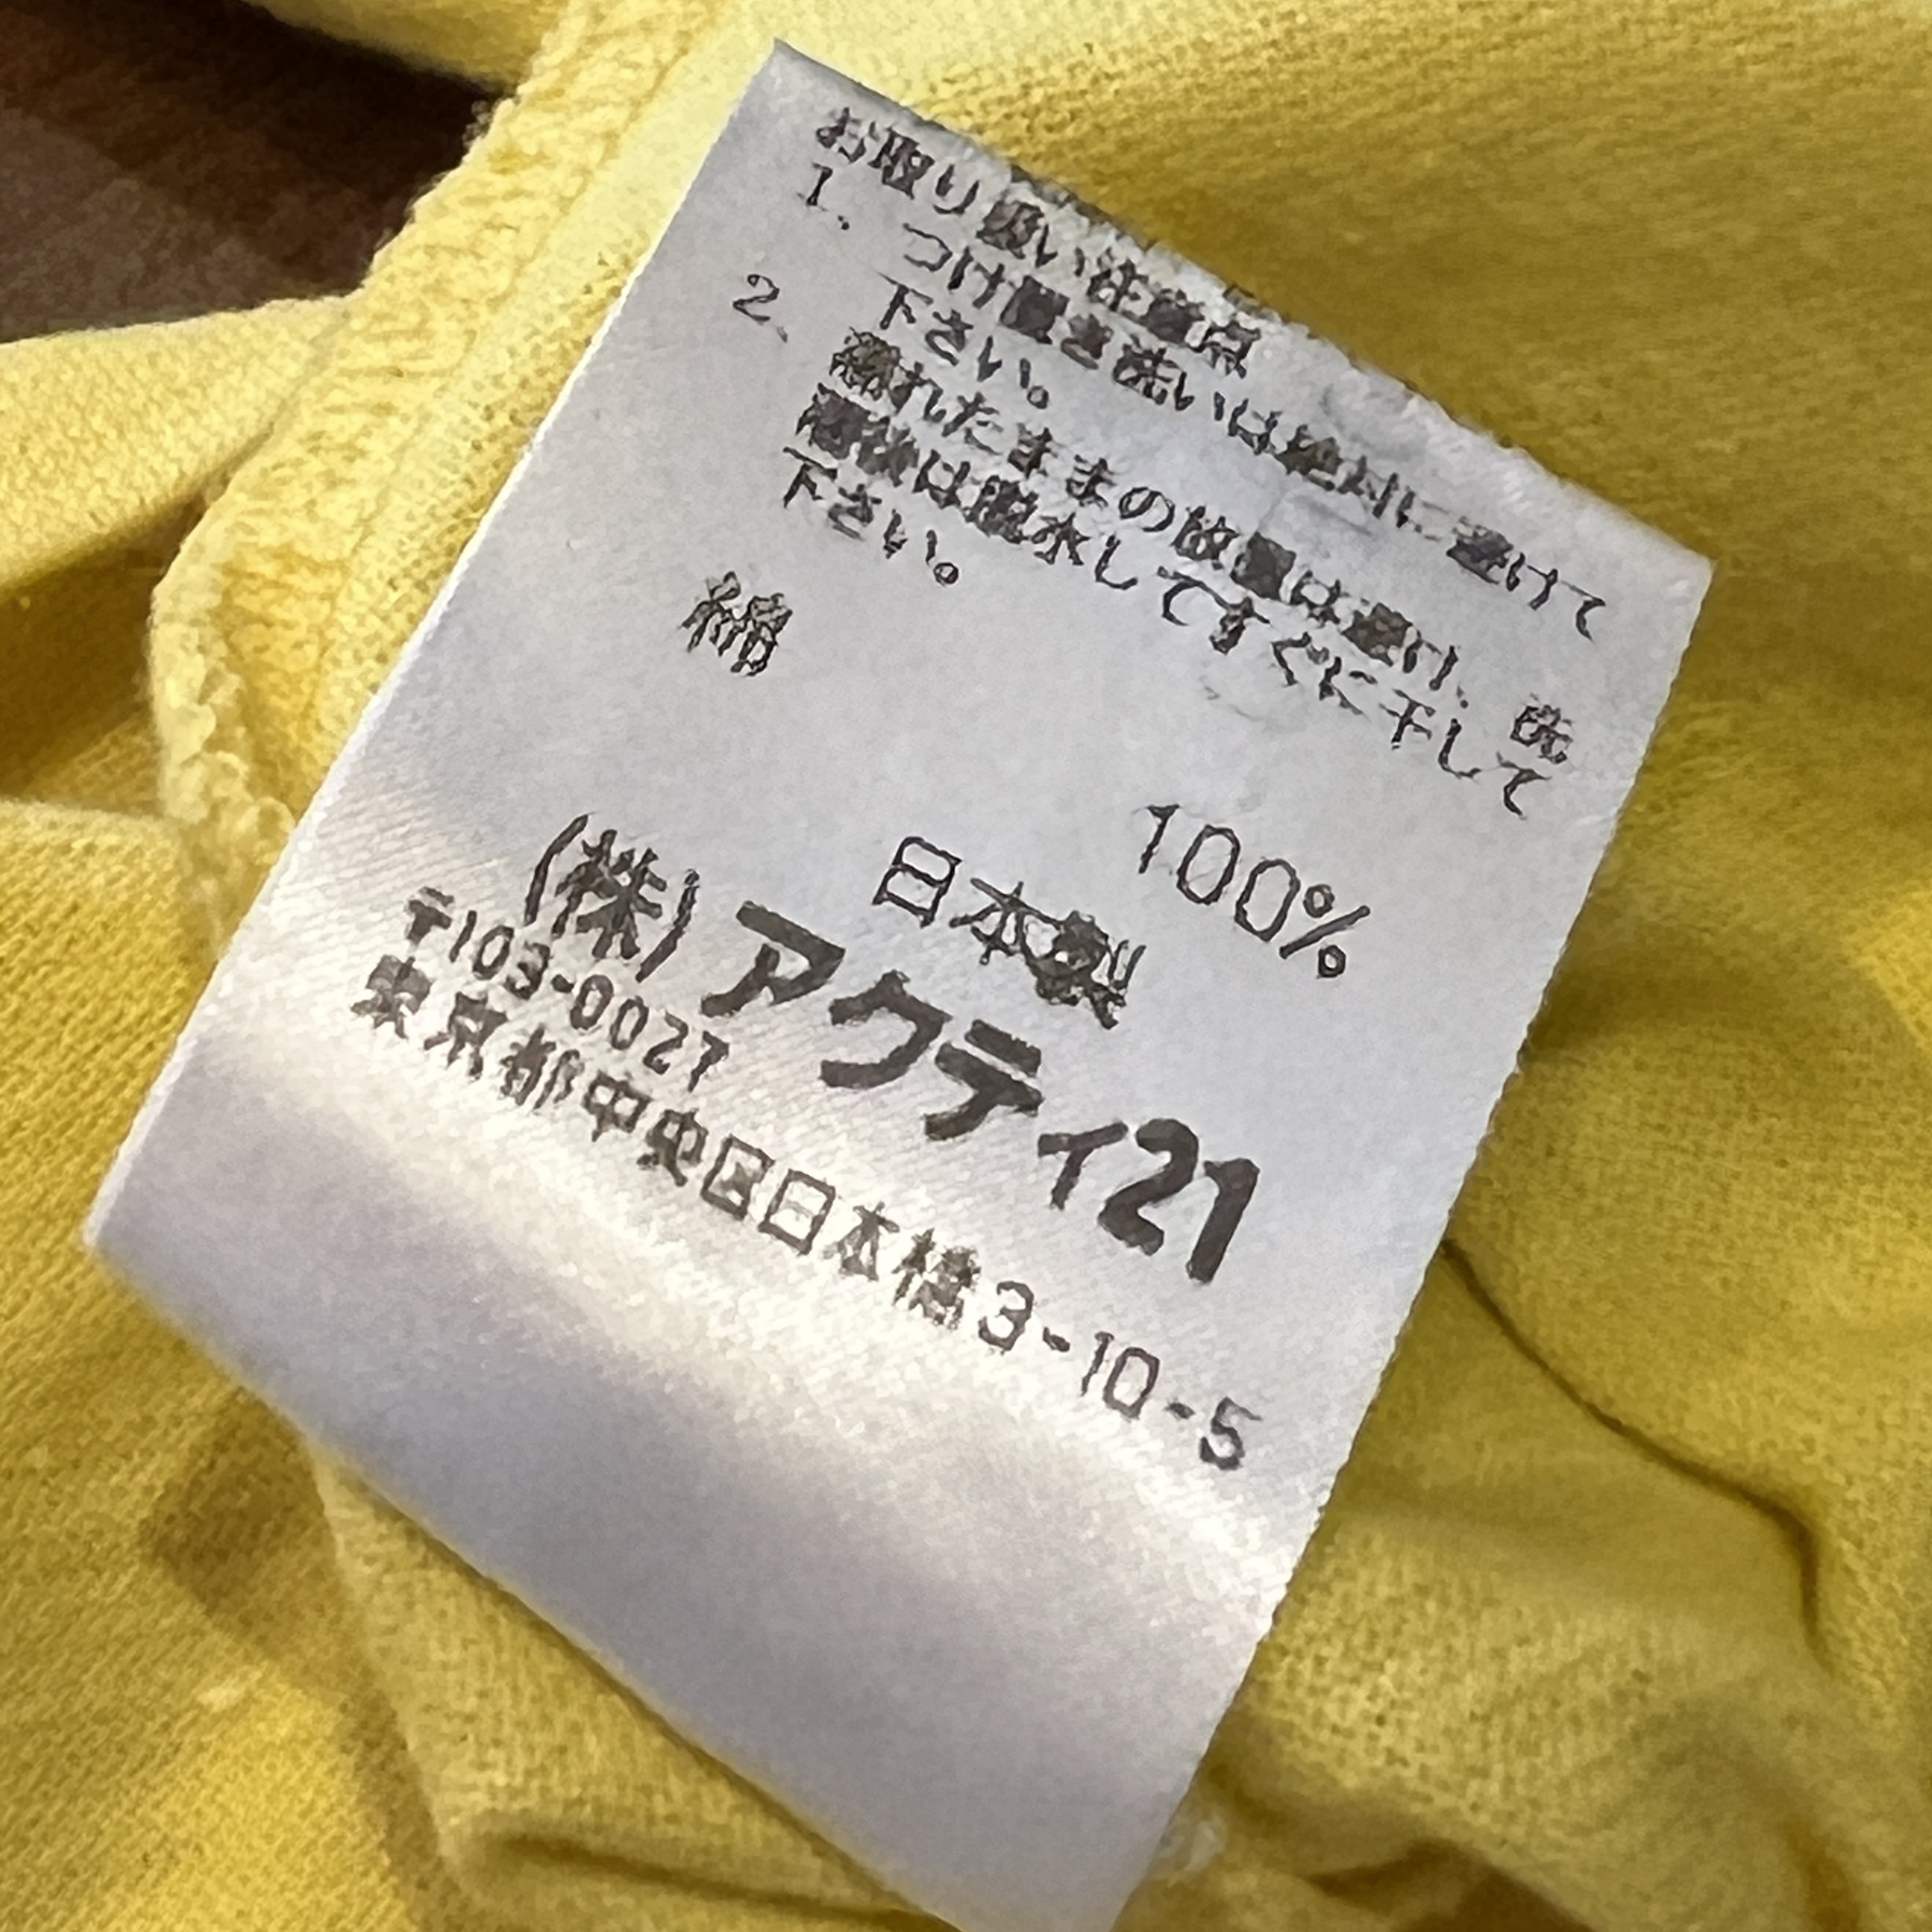 お取り扱い注意点
1. つけ置き洗いは絶対に避けて
下さい。
2. 濡れたままの放置は避け、洗
濯後は脱水してすぐに干して
下さい。
綿 100%
日本製
(株)アクティ21
〒103-0027
東京都中央区日本橋3-10-5